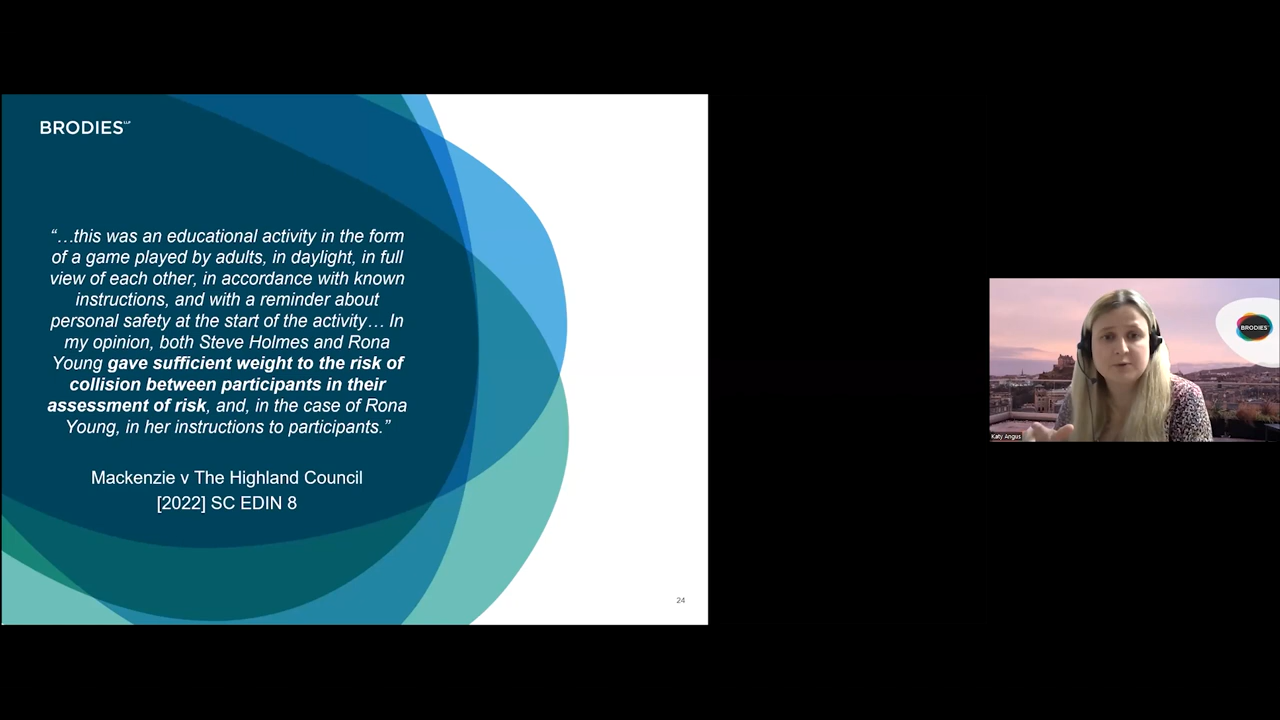 BRODIES LLP
“…this was an educational activity in the form
of a game played by adults, in daylight, in full
view of each other, in accordance with known
instructions, and with a reminder about
personal safety at the start of the activity… In
my opinion, both Steve Holmes and Rona
Young gave sufficient weight to the risk of
collision between participants in their
assessment of risk, and, in the case of Rona
Young, in her instructions to participants.”
Mackenzie v The Highland Council
[2022] SC EDIN 8
24
BRODIES
Katy Angus